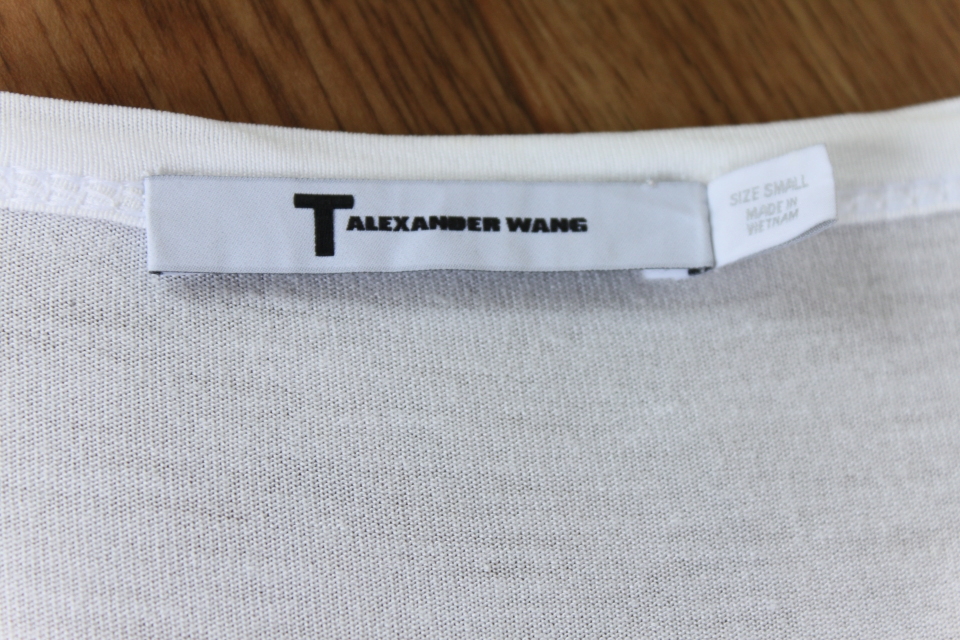 T ALEXANDER WANG
SIZE SMALL
MADE IN
VIETNAM